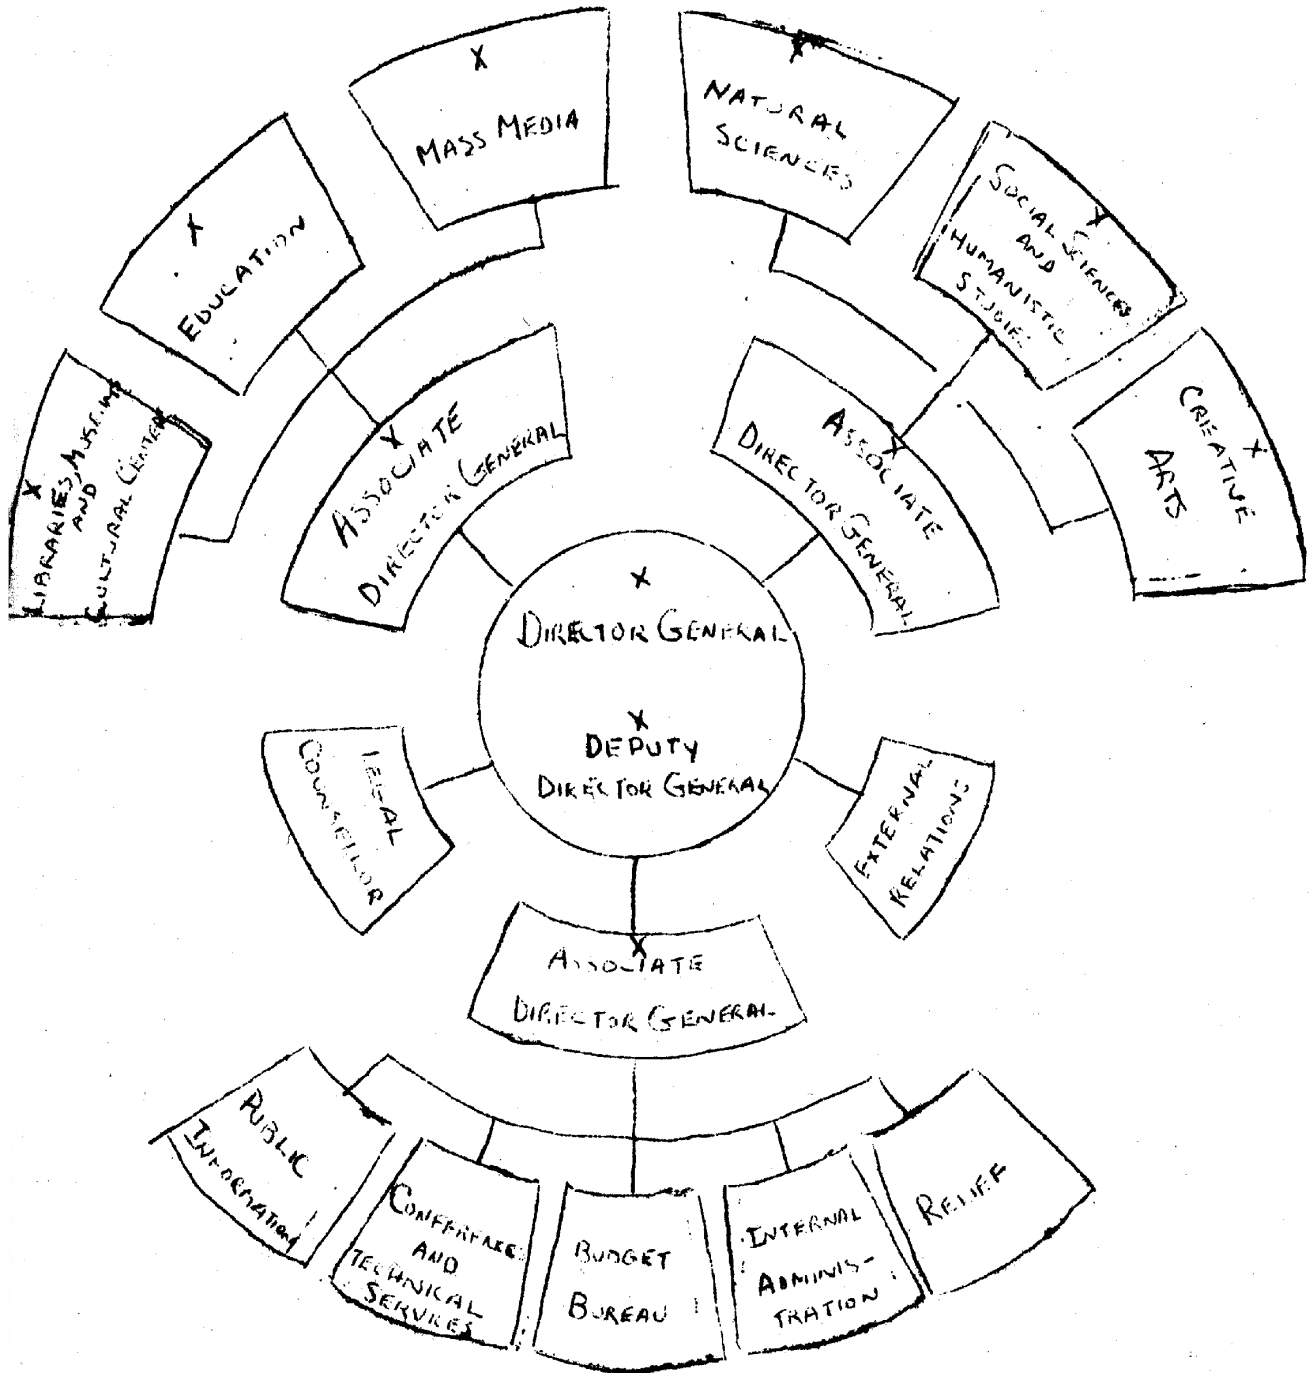 X
MASS MEDIA
X
NATURAL
SCIENCES
X
EDUCATION
X
SOCIAL SCIENCES
AND
HUMANISTIC
STUDIES
X
LIBRARIES, MUSEUMS
AND
CULTURAL CENTERS
X
ASSOCIATE
DIRECTOR GENERAL
X
ASSOCIATE
DIRECTOR GENERAL
X
CREATIVE
ARTS
X
DIRECTOR GENERAL
X
DEPUTY
DIRECTOR GENERAL
LEGAL
COUNSELLOR
EXTERNAL
RELATIONS
X
ASSOCIATE
DIRECTOR GENERAL
PUBLIC
INFORMATION
CONFERENCE
AND
TECHNICAL
SERVICES
BUDGET
BUREAU
INTERNAL
ADMINIS-
TRATION
RELIEF